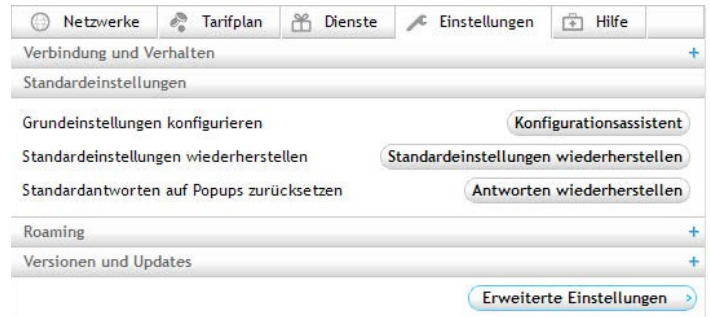 Netzwerke Tarifplan Dienste Einstellungen Hilfe
Verbindung und Verhalten +
Standardeinstellungen
Grundeinstellungen konfigurieren Konfigurationsassistent
Standardeinstellungen wiederherstellen Standardeinstellungen wiederherstellen
Standardantworten auf Popups zurücksetzen Antworten wiederherstellen
Roaming +
Versionen und Updates +
Erweiterte Einstellungen >